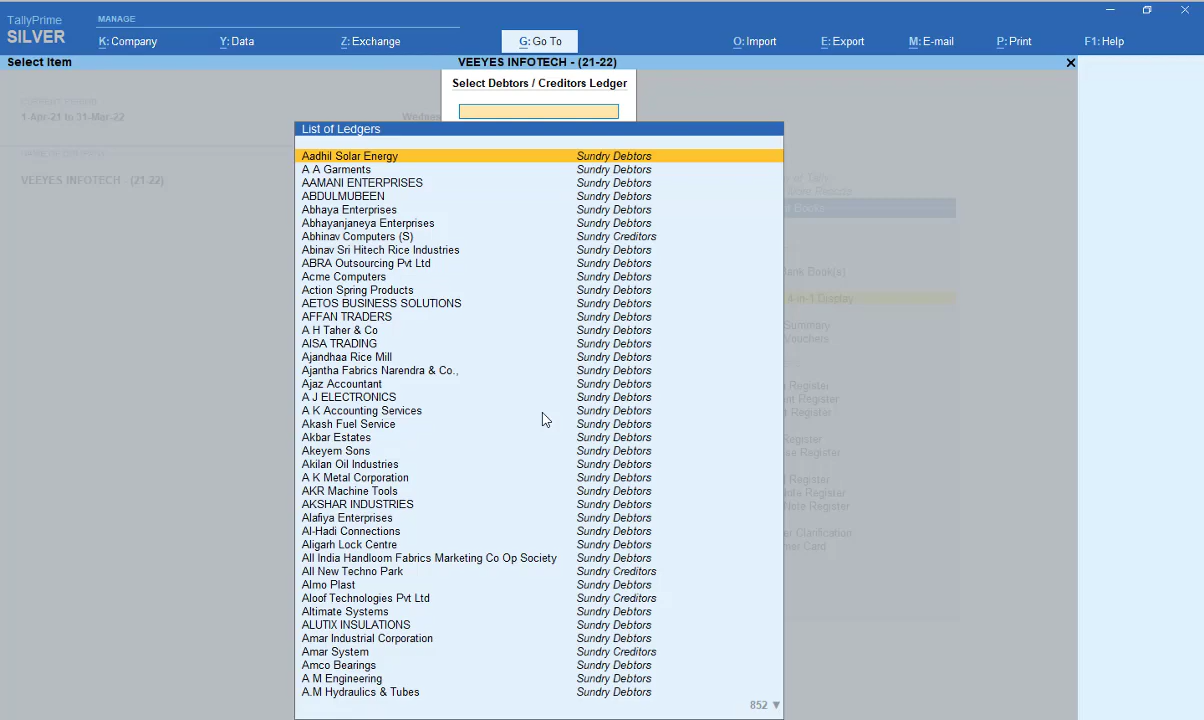 TallyPrime
SILVER
MANAGE
K: Company
Y: Data
Z: Exchange
G: Go To
O: Import
E: Export
M: E-mail
P: Print
F1: Help
Select Item
VEEYES INFOTECH - (21-22)
Select Debtors / Creditors Ledger
1-Apr-21 to 31-Mar-22
VEEYES INFOTECH - (21-22)
List of Ledgers
Aadhil Solar Energy Sundry Debtors
A A Garments Sundry Debtors
AAMANI ENTERPRISES Sundry Debtors
ABDULMUBEEN Sundry Debtors
Abhaya Enterprises Sundry Debtors
Abhayanjaneya Enterprises Sundry Debtors
Abhinav Computers (S) Sundry Creditors
Abinav Sri Hitech Rice Industries Sundry Debtors
ABRA Outsourcing Pvt Ltd Sundry Debtors
Acme Computers Sundry Debtors
Action Spring Products Sundry Debtors
AETOS BUSINESS SOLUTIONS Sundry Debtors
AFFAN TRADERS Sundry Debtors
A H Taher & Co Sundry Debtors
AISA TRADING Sundry Debtors
Ajandhaa Rice Mill Sundry Debtors
Ajantha Fabrics Narendra & Co., Sundry Debtors
Ajaz Accountant Sundry Debtors
A J ELECTRONICS Sundry Debtors
A K Accounting Services Sundry Debtors
Akash Fuel Service Sundry Debtors
Akbar Estates Sundry Debtors
Akeyem Sons Sundry Debtors
Akilan Oil Industries Sundry Debtors
A K Metal Corporation Sundry Debtors
AKR Machine Tools Sundry Debtors
AKSHAR INDUSTRIES Sundry Debtors
Alafiya Enterprises Sundry Debtors
Al-Hadi Connections Sundry Debtors
Aligarh Lock Centre Sundry Debtors
All India Handloom Fabrics Marketing Co Op Society Sundry Debtors
All New Techno Park Sundry Creditors
Almo Plast Sundry Debtors
Aloof Technologies Pvt Ltd Sundry Creditors
Altimate Systems Sundry Debtors
ALUTIX INSULATIONS Sundry Debtors
Amar Industrial Corporation Sundry Debtors
Amar System Sundry Creditors
Amco Bearings Sundry Debtors
A M Engineering Sundry Debtors
A.M Hydraulics & Tubes Sundry Debtors
852 ▼